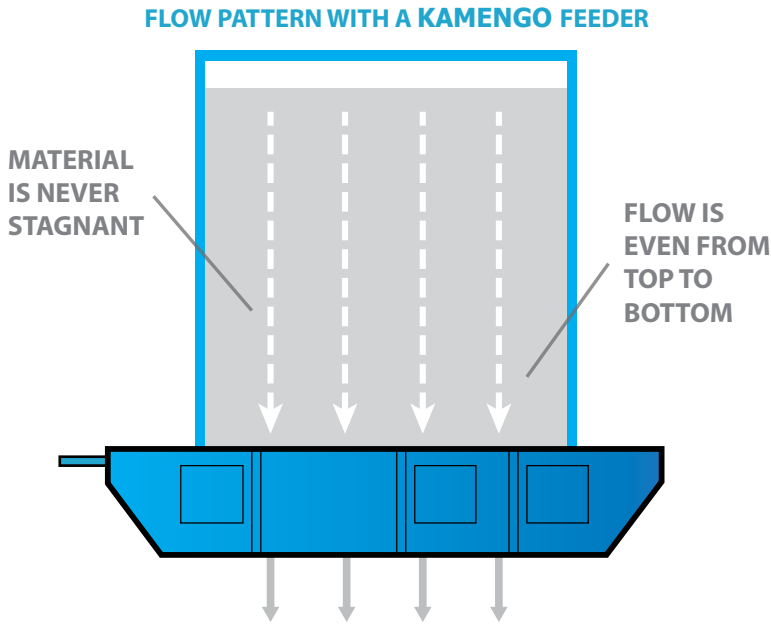 FLOW PATTERN WITH A KAMENGO FEEDER
MATERIAL
IS NEVER
STAGNANT
FLOW IS
EVEN FROM
TOP TO
BOTTOM